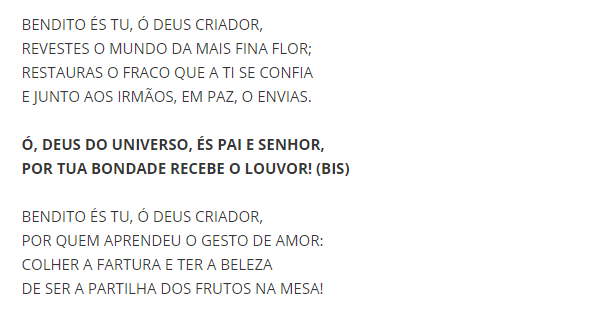 BENDITO ÉS TU, Ó DEUS CRIADOR,
REVESTES O MUNDO DA MAIS FINA FLOR;
RESTAURAS O FRACO QUE A TI SE CONFIA
E JUNTO AOS IRMÃOS, EM PAZ, O ENVIAS.
Ó, DEUS DO UNIVERSO, ÉS PAI E SENHOR,
POR TUA BONDADE RECEBE O LOUVOR! (BIS)
BENDITO ÉS TU, Ó DEUS CRIADOR,
POR QUEM APRENDEU O GESTO DE AMOR:
COLHER A FARTURA E TER A BELEZA
DE SER A PARTILHA DOS FRUTOS NA MESA!